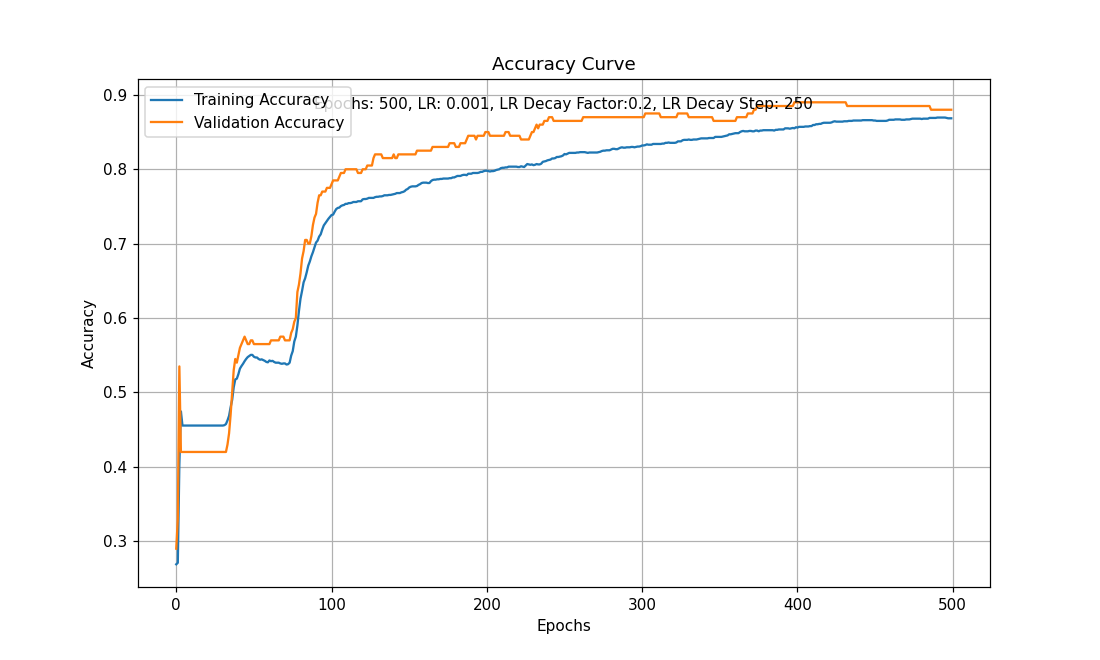 Accuracy Curve
Training Accuracy
Validation Accuracy
Epochs: 500, LR: 0.001, LR Decay Factor:0.2, LR Decay Step: 250
Accuracy
0.9
0.8
0.7
0.6
0.5
0.4
0.3
0 100 200 300 400 500
Epochs